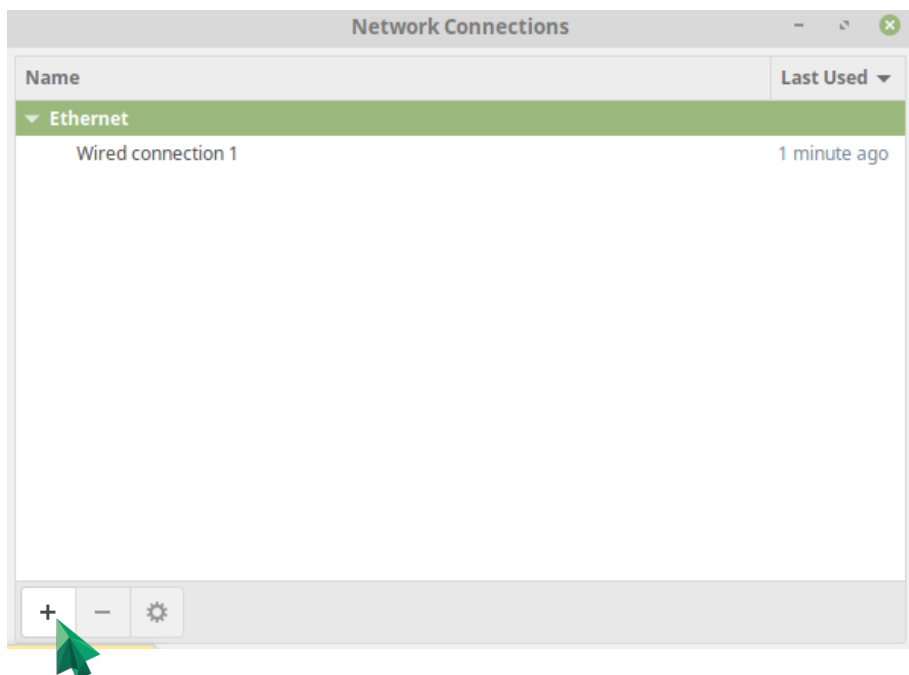 Network Connections
Name Last Used
Ethernet
Wired connection 1 1 minute ago